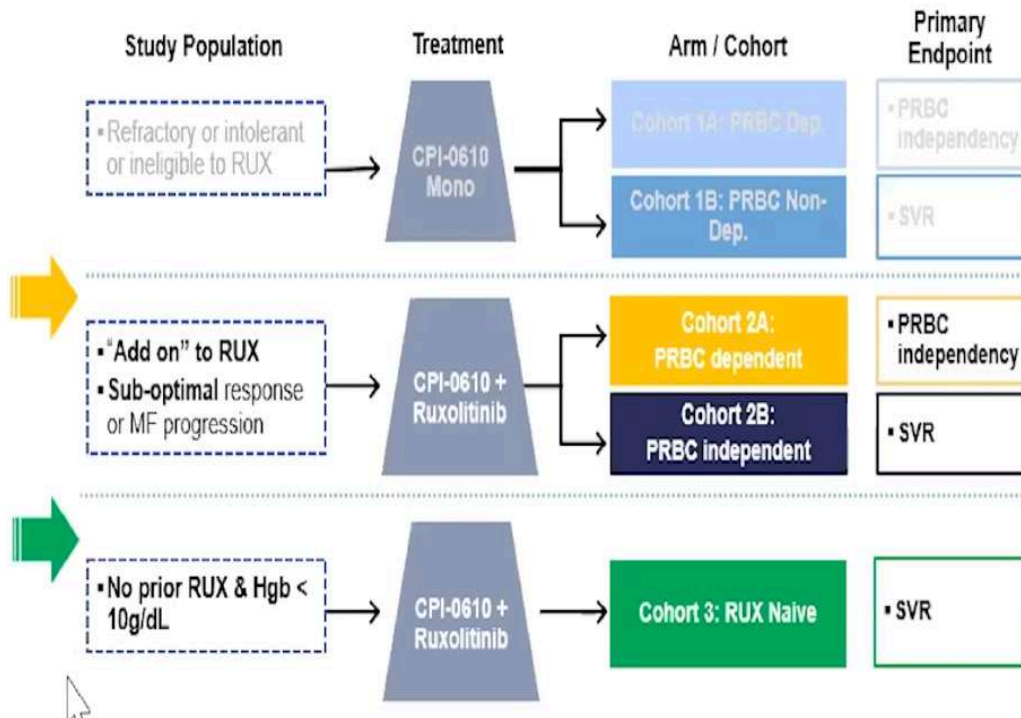 Study Population
Treatment
Arm / Cohort
Primary
Endpoint
▪ Refractory or intolerant
or ineligible to RUX
CPI-0610
Mono
Cohort 1A: PRBC Dep.
▪ PRBC
independency
Cohort 1B: PRBC Non-
Dep.
▪ SVR
▪ "Add on" to RUX
▪ Sub-optimal response
or MF progression
CPI-0610 +
Ruxolitinib
Cohort 2A:
PRBC dependent
▪ PRBC
independency
Cohort 2B:
PRBC independent
▪ SVR
▪ No prior RUX & Hgb <
10g/dL
CPI-0610 +
Ruxolitinib
Cohort 3: RUX Naive
▪ SVR